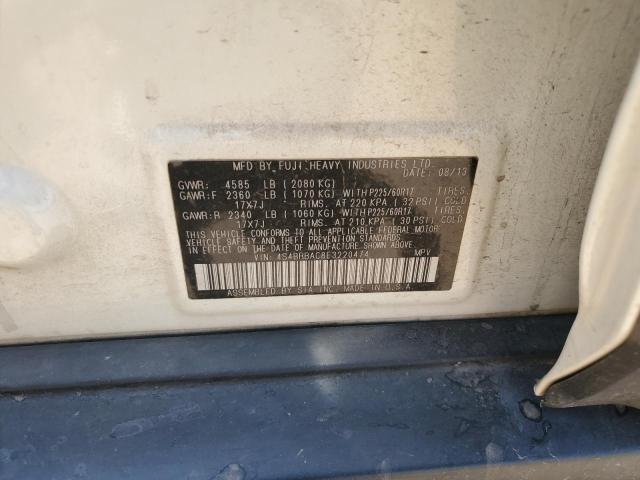 MFD BY FUJI HEAVY INDUSTRIES LTD.
DATE: 08/13
GVWR: 4585 LB ( 2080 KG)
GAWR:F 2360 LB ( 1070 KG) WITH P225/60R17 TIRES,
17X7J RIMS, AT 220 KPA ( 32 PSI) COLD
GAWR:R 2340 LB ( 1060 KG) WITH P225/60R17 TIRES,
17X7J RIMS, AT 210 KPA ( 30 PSI) COLD
THIS VEHICLE CONFORMS TO ALL APPLICABLE FEDERAL MOTOR
VEHICLE SAFETY AND THEFT PREVENTION STANDARDS
IN EFFECT ON THE DATE OF MANUFACTURE SHOWN ABOVE.
VIN: 4S4BRBAC8E3220474 MPV
ASSEMBLED BY SIA INC. MADE IN U.S.A